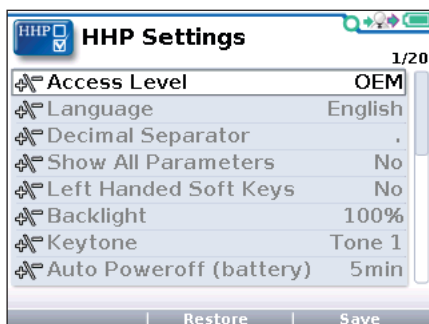 HHP HHP Settings
1/20
Access Level OEM
Language English
Decimal Separator .
Show All Parameters No
Left Handed Soft Keys No
Backlight 100%
Keytone Tone 1
Auto Poweroff (battery) 5min
Restore Save